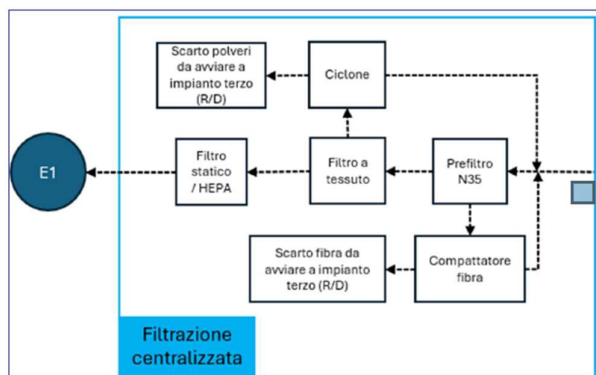 Scarto polveri
da avviare a
impianto terzo
(R/D)
Ciclone
E1
Filtro
statico
/ HEPA
Filtro a
tessuto
Prefiltro
N35
Scarto fibra da
avviare a impianto
terzo (R/D)
Compattatore
fibra
Filtrazione
centralizzata